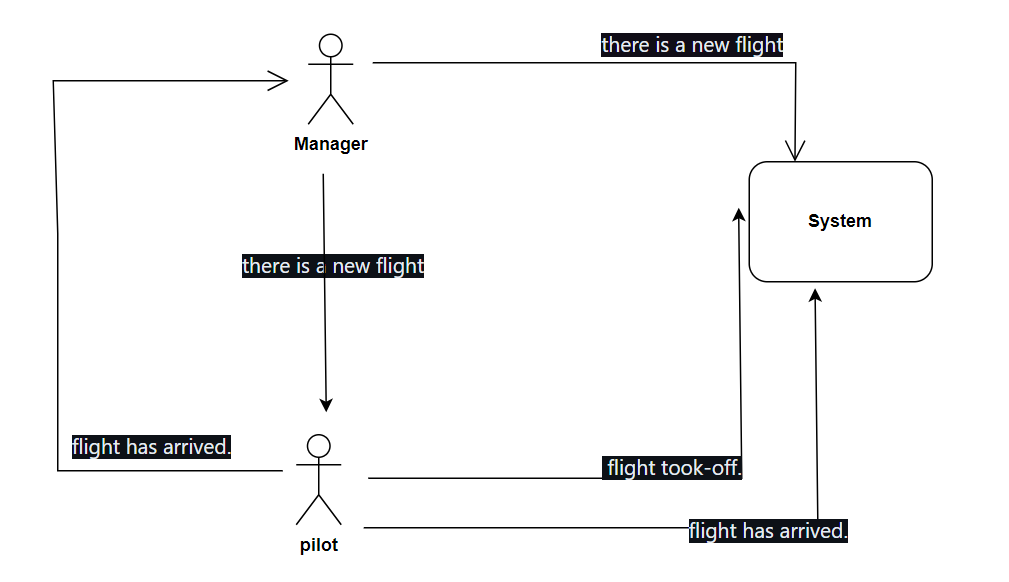 there is a new flight
Manager
System
there is a new flight
flight has arrived.
flight took-off.
flight has arrived.
pilot